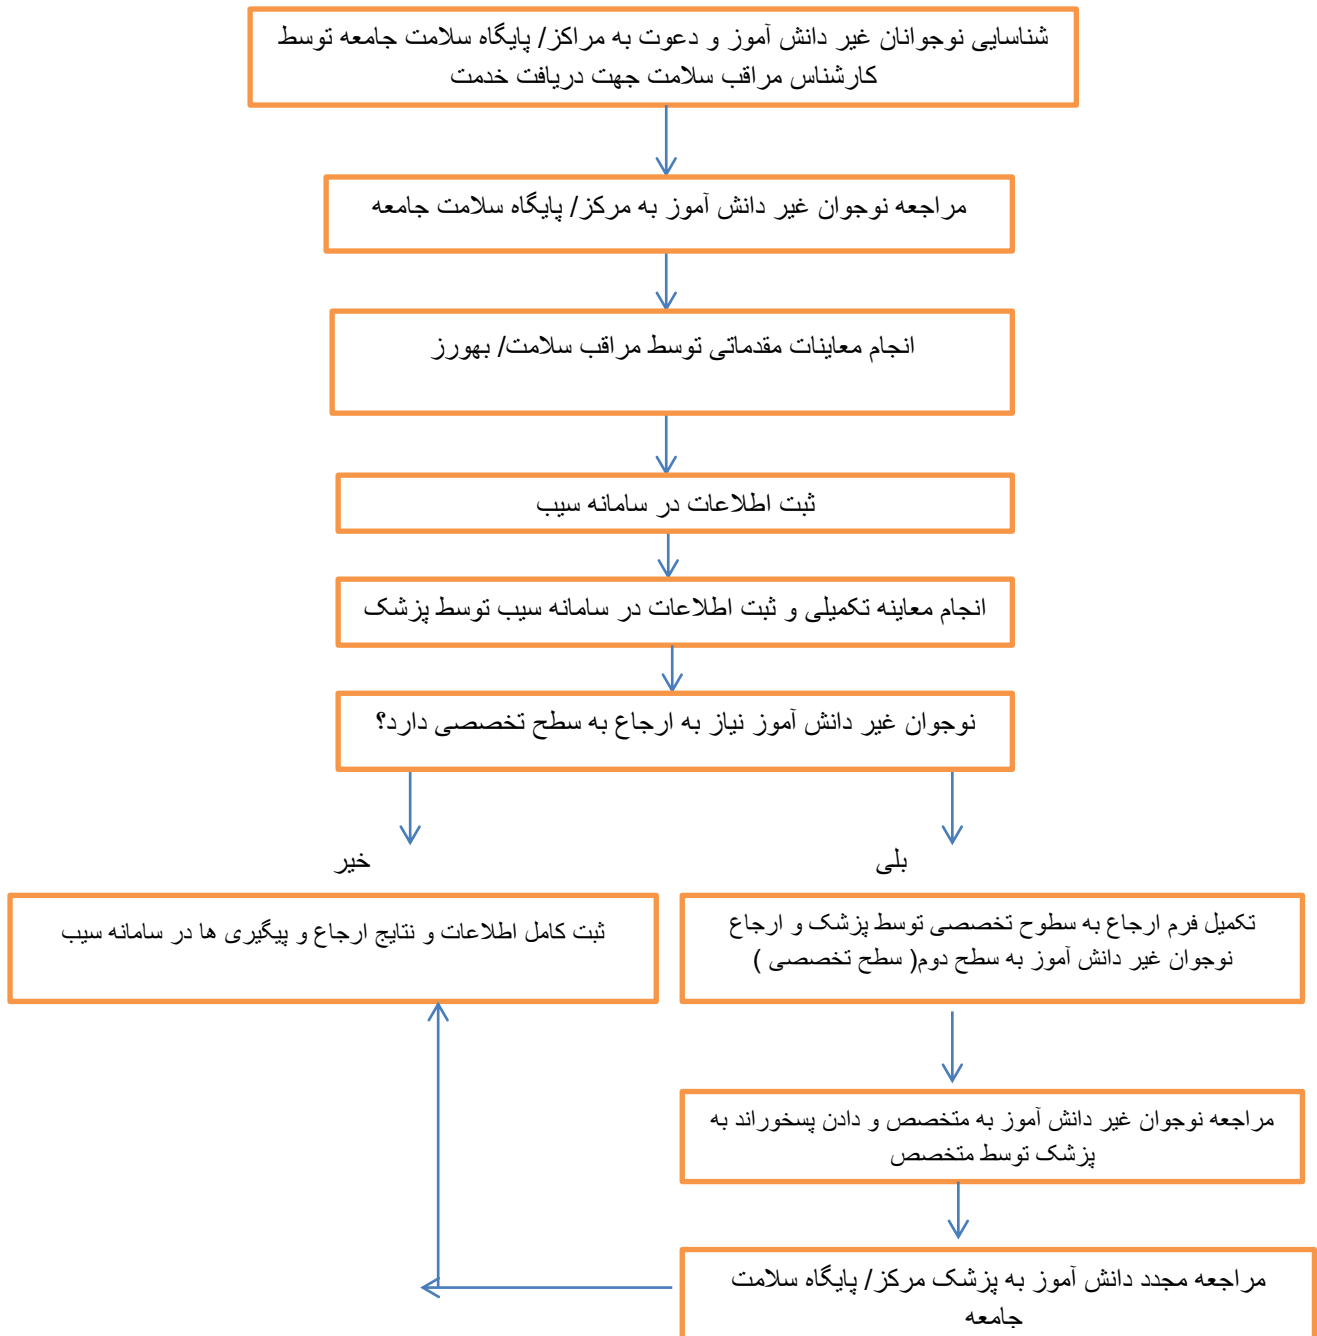 شناسایی نوجوانان غیر دانش آموز و دعوت به مراکز/ پایگاه سلامت جامعه توسط
کارشناس مراقب سلامت جهت دریافت خدمت
مراجعه نوجوان غیر دانش آموز به مرکز/ پایگاه سلامت جامعه
انجام معاینات مقدماتی توسط مراقب سلامت/ بهورز
ثبت اطلاعات در سامانه سیب
انجام معاینه تکمیلی و ثبت اطلاعات در سامانه سیب توسط پزشک
نوجوان غیر دانش آموز نیاز به ارجاع به سطح تخصصی دارد؟
بلی
خیر
تکمیل فرم ارجاع به سطوح تخصصی توسط پزشک و ارجاع
نوجوان غیر دانش آموز به سطح دوم( سطح تخصصی )
ثبت کامل اطلاعات و نتایج ارجاع و پیگیری ها در سامانه سیب
مراجعه نوجوان غیر دانش آموز به متخصص و دادن پسخوراند به
پزشک توسط متخصص
مراجعه مجدد دانش آموز به پزشک مرکز/ پایگاه سلامت
جامعه